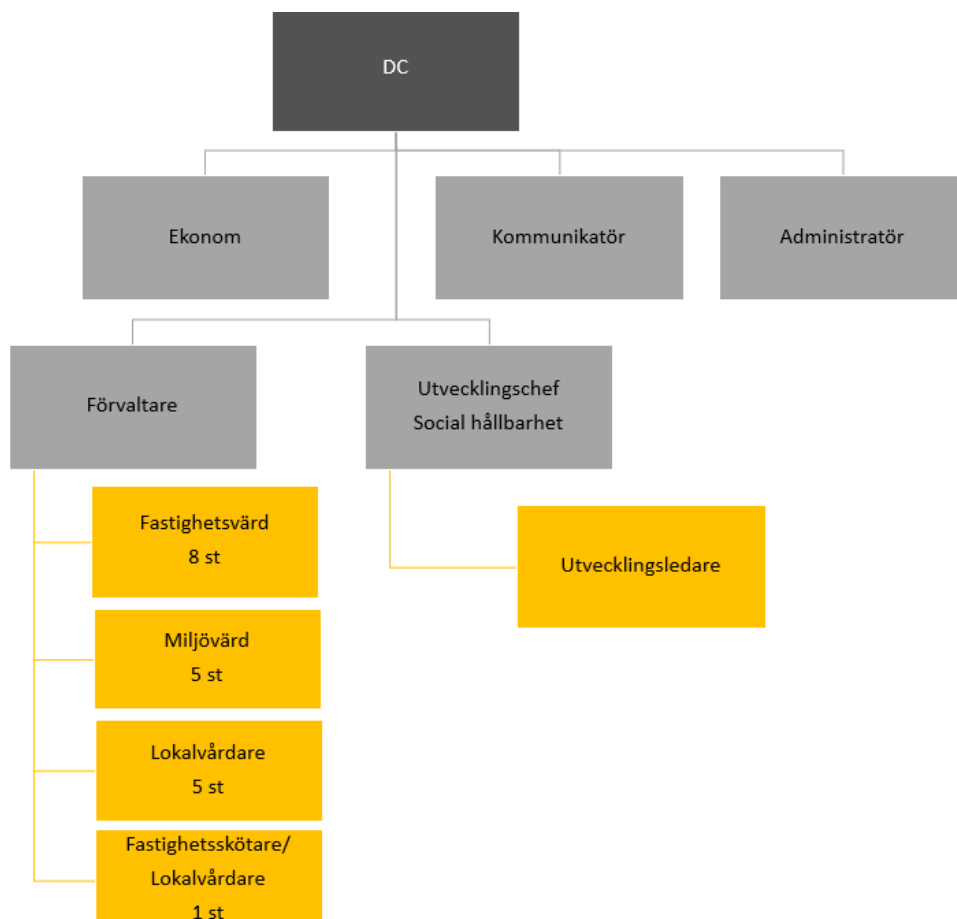 DC
Ekonom
Kommunikatör
Administratör
Förvaltare
Utvecklingschef
Social hållbarhet
Fastighetsvärd
8 st
Miljövärd
5 st
Lokalvårdare
5 st
Fastighetsskötare/
Lokalvårdare
1 st
Utvecklingsledare